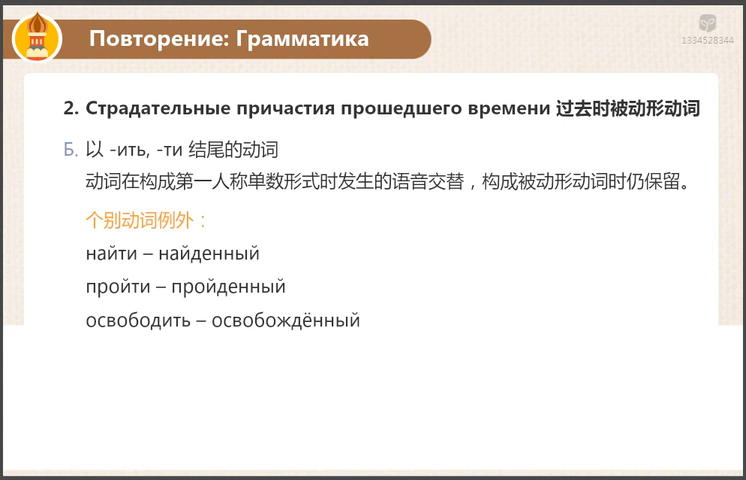 Повторение: Грамматика
1334528344
2. Страдательные причастия прошедшего времени 过去时被动形动词
Б. 以 -ить, -ти 结尾的动词
动词在构成第一人称单数形式时发生的语音交替，构成被动形动词时仍保留。
个别动词例外：
найти – найденный
пройти – пройденный
освободить – освобождённый